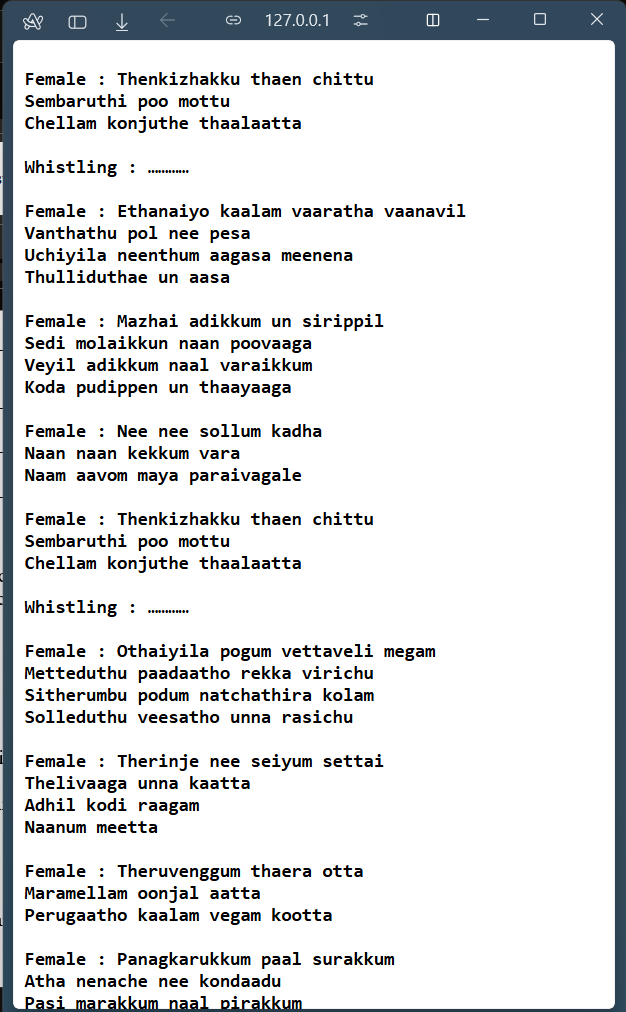 127.0.0.1
Female : Thenkizhakku thaen chittu
Sembaruthi poo mottu
Chellam konjuthe thaalaatta
Whistling : …………
Female : Ethanaiyo kaalam vaaratha vaanavil
Vanthathu pol nee pesa
Uchiyila neenthum aagasa meenena
Thulliduthae un aasa
Female : Mazhai adikkum un sirippil
Sedi molaikkun naan poovaaga
Veyil adikkum naal varaikkum
Koda pudippen un thaayaaga
Female : Nee nee sollum kadha
Naan naan kekkum vara
Naam aavom maya paraivagale
Female : Thenkizhakku thaen chittu
Sembaruthi poo mottu
Chellam konjuthe thaalaatta
Whistling : …………
Female : Othaiyila pogum vettaveli megam
Metteduthu paadaatho rekka virichu
Sitherumbu podum natchathira kolam
Solleduthu veesatho unna rasichu
Female : Therinje nee seiyum settai
Thelivaaga unna kaatta
Adhil kodi raagam
Naanum meetta
Female : Theruvenggum thaera otta
Maramellam oonjal aatta
Perugaatho kaalam vegam kootta
Female : Panagkarukkum paal surakkum
Atha nenache nee kondaadu
Pasi marakkum naal pirakkum